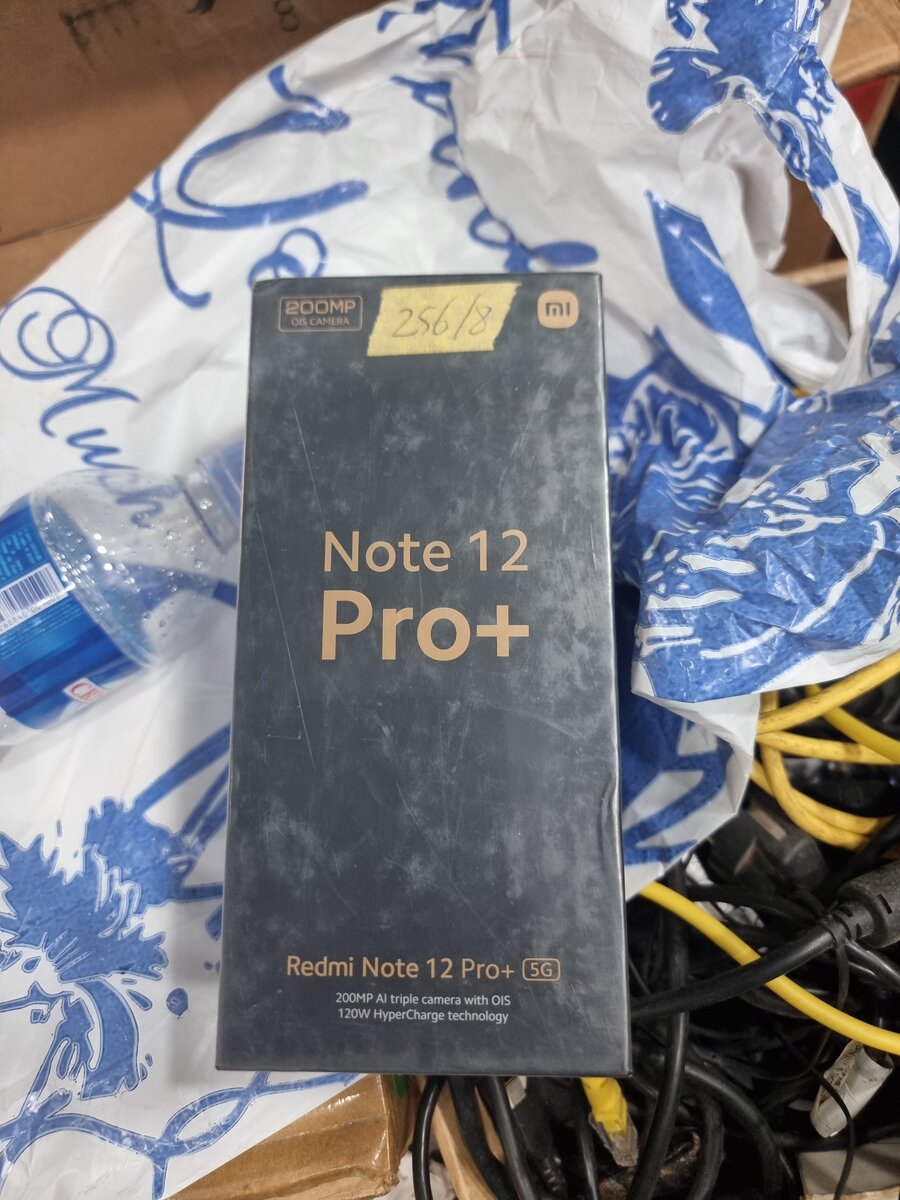 200MP
OIS CAMERA
256/8
mi
Note 12
Pro+
Redmi Note 12 Pro+ 5G
200MP AI triple camera with OIS
120W HyperCharge technology
Much